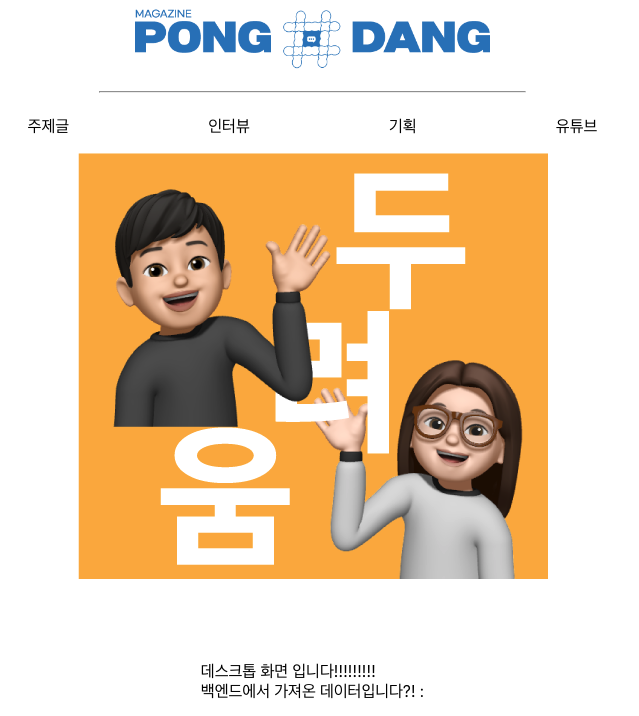 MAGAZINE
PONG DANG
주제글 인터뷰 기획 유튜브
두
려
움
데스크톱 화면 입니다!!!!!!!!!
백엔드에서 가져온 데이터입니다?! :